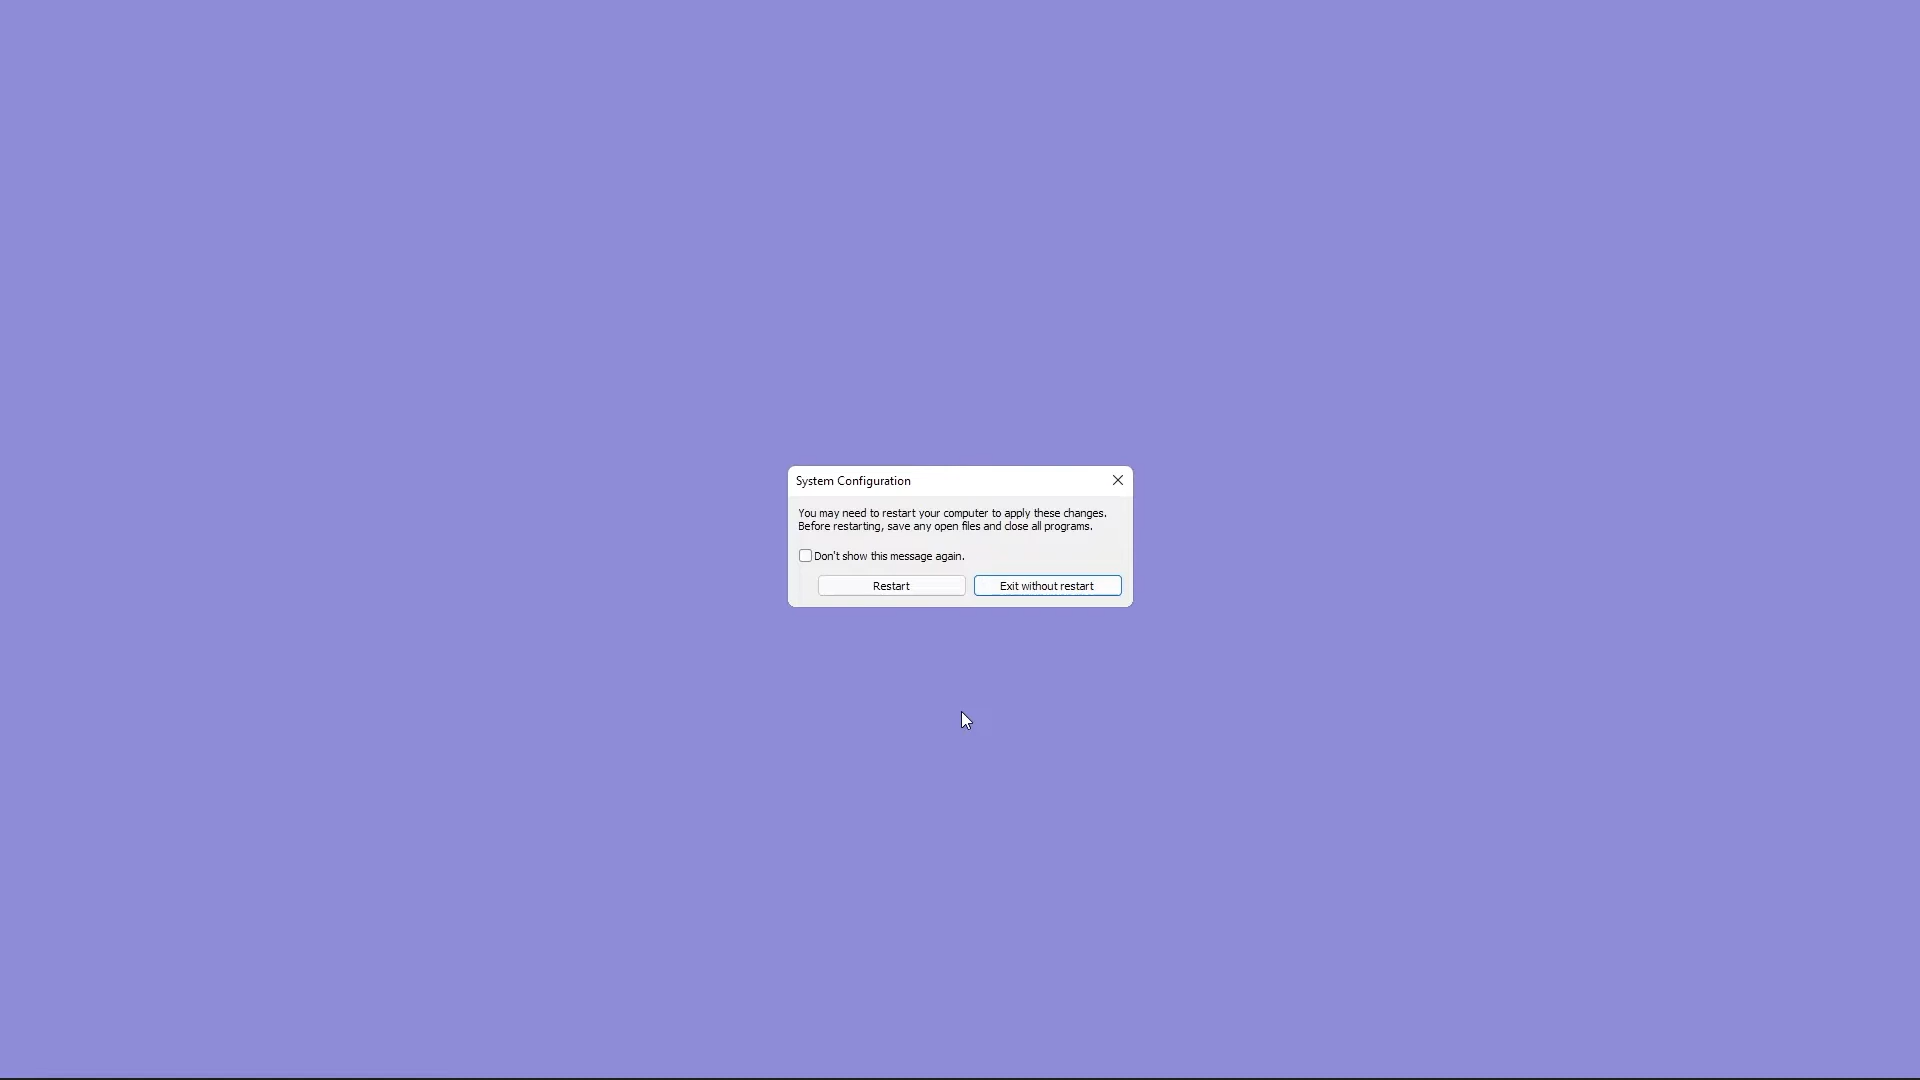 System Configuration
You may need to restart your computer to apply these changes.
Before restarting, save any open files and close all programs.
Don't show this message again.
Restart
Exit without restart